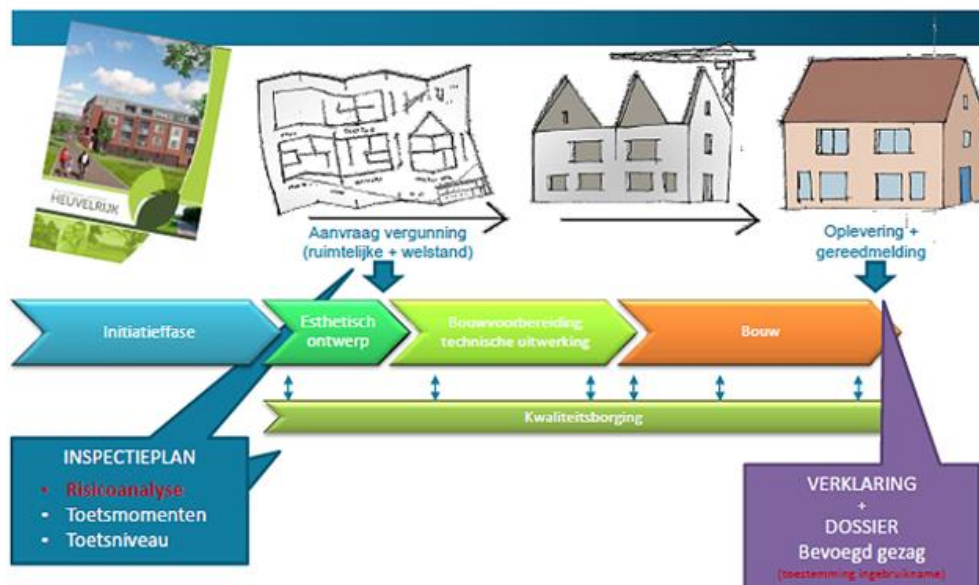 HEUVELRIJK
Aanvraag vergunning
(ruimtelijke + welstand)
Oplevering +
gereedmelding
Initiatieffase
Esthetisch
ontwerp
Bouwvoorbereiding
technische uitwerking
Bouw
Kwaliteitsborging
INSPECTIEPLAN
• Risicoanalyse
• Toetsmomenten
• Toetsniveau
VERKLARING
+
DOSSIER
Bevoegd gezag
(toestemming ingebruikname)